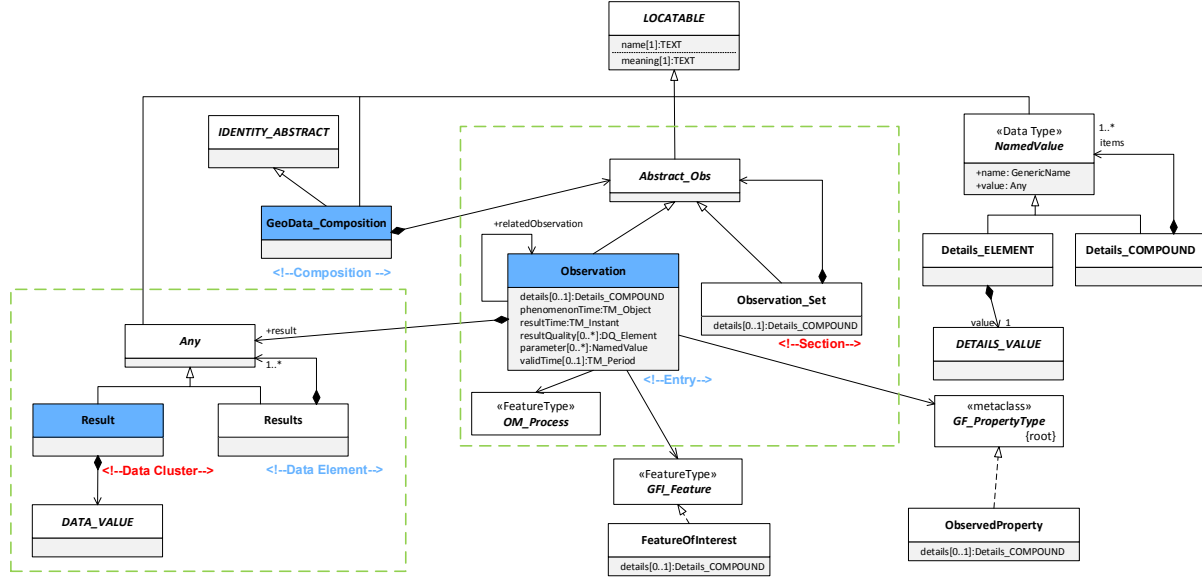 LOCATABLE
name[1]:TEXT
meaning[1]:TEXT
IDENTITY_ABSTRACT
«Data Type»
NamedValue
+name: GenericName
+value: Any
1..*
items
Abstract_Obs
GeoData_Composition
<!--Composition -->
+relatedObservation
Observation
details[0..1]:Details_COMPOUND
phenomenonTime:TM_Object
resultTime:TM_Instant
resultQuality[0..*]:DQ_Element
parameter[0..*]:NamedValue
validTime[0..1]:TM_Period
<!--Entry-->
Observation_Set
details[0..1]:Details_COMPOUND
<!--Section-->
Details_ELEMENT
Details_COMPOUND
value
1
DETAILS_VALUE
+result
Any
1..*
Result
Results
<!--Data Cluster-->
<!--Data Element-->
DATA_VALUE
«FeatureType»
OM_Process
«metaclass»
GF_PropertyType
{root}
«FeatureType»
GFI_Feature
FeatureOfInterest
details[0..1]:Details_COMPOUND
ObservedProperty
details[0..1]:Details_COMPOUND